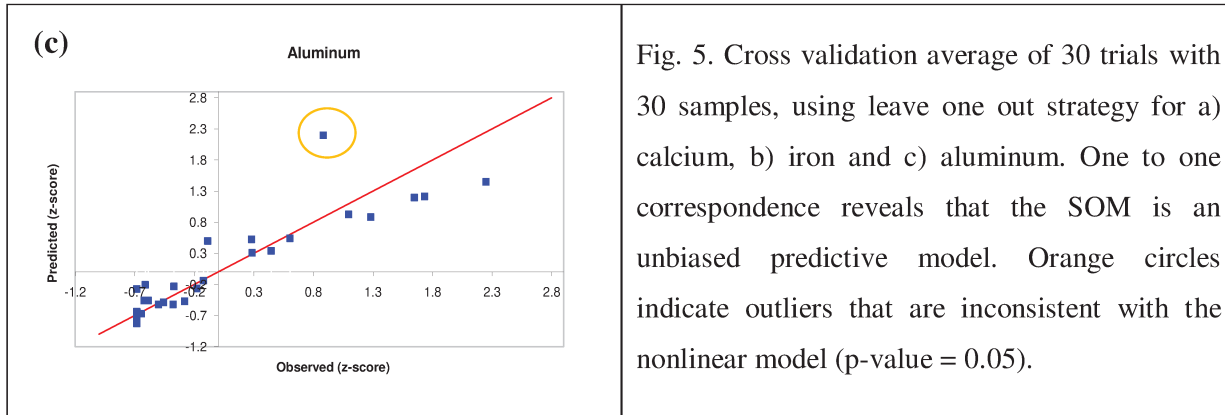 (c)
Aluminum
2.8
2.3
1.8
1.3
0.8
0.3
-0.2
-0.7
-1.2
-1.2 -0.7 -0.2 0.3 0.8 1.3 1.8 2.3 2.8
Predicted (z-score)
Observed (z-score)
Fig. 5. Cross validation average of 30 trials with
30 samples, using leave one out strategy for a)
calcium, b) iron and c) aluminum. One to one
correspondence reveals that the SOM is an
unbiased predictive model. Orange circles
indicate outliers that are inconsistent with the
nonlinear model (p-value = 0.05).